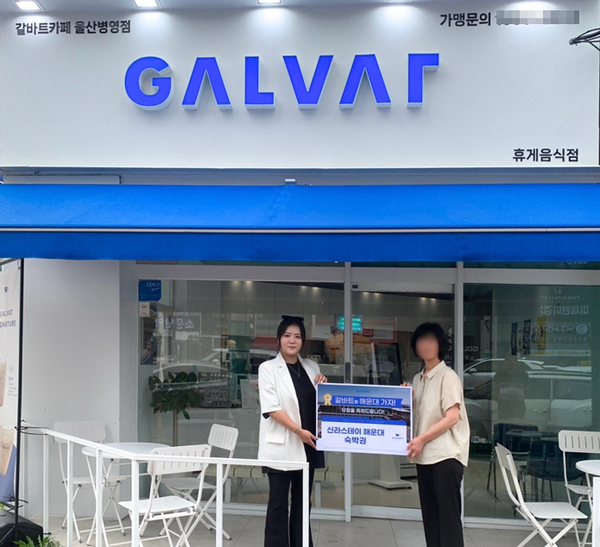 갈바트카페 울산병영점
가맹문의
GALVAT
휴게음식점
GALVAT
갈바트로 해운대 가자!
당첨을 축하드립니다!
신라스테이 해운대
숙박권